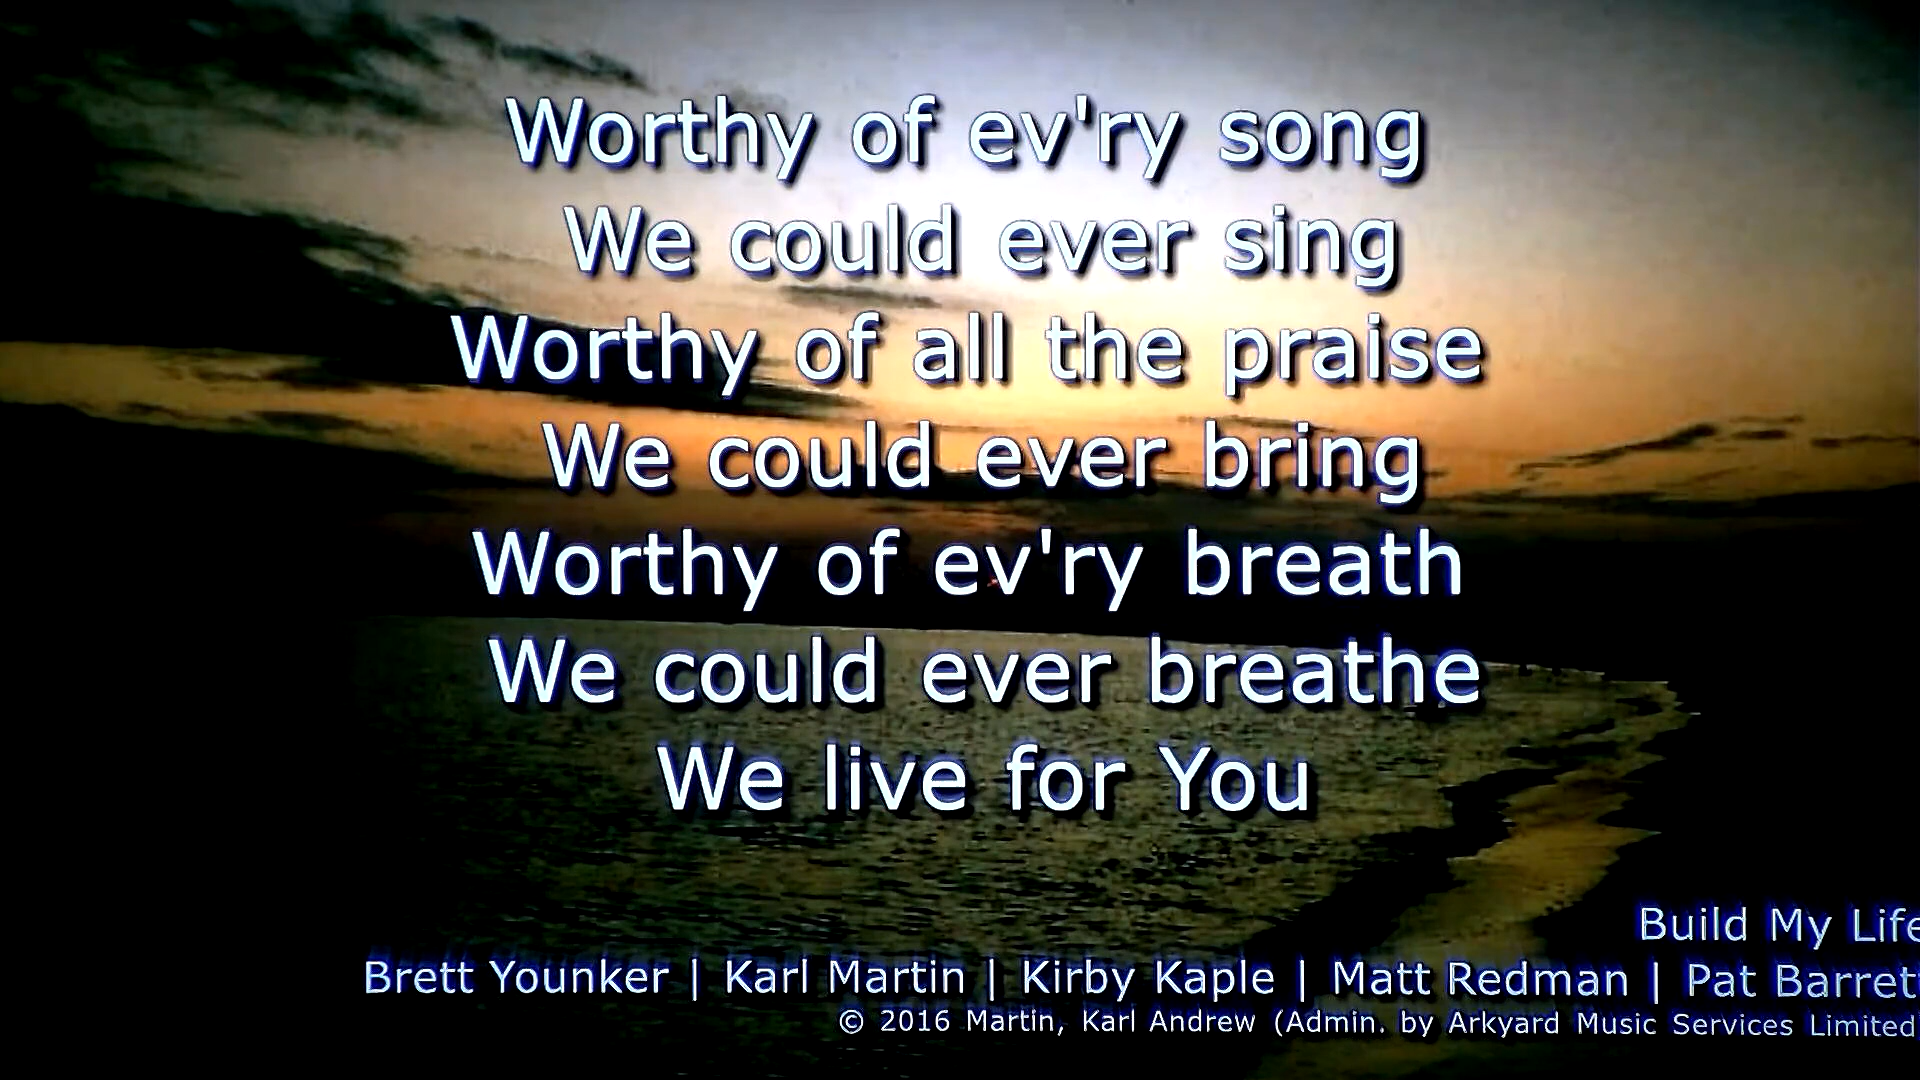 Worthy of ev'ry song
We could ever sing
Worthy of all the praise
We could ever bring
Worthy of ev'ry breath
We could ever breathe
We live for You
Build My Life
Brett Younker | Karl Martin | Kirby Kaple | Matt Redman | Pat Barrett
© 2016 Martin, Karl Andrew (Admin. by Arkyard Music Services Limited)